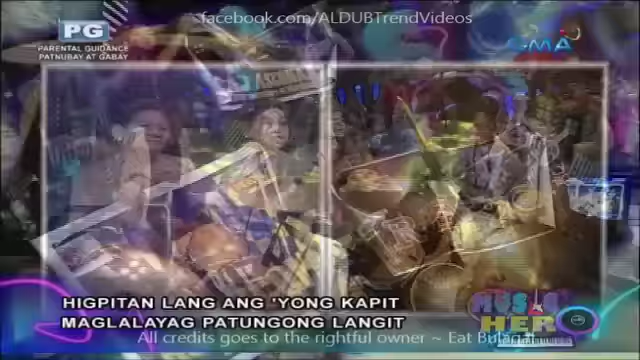 facebook.com/ALDUBTrendVideos
PG
PARENTAL GUIDANCE
PATNUBAY AT GABAY
GMA
HIGPITAN LANG ANG 'YONG KAPIT
MAGLALAYAG PATUNGONG LANGIT
MUSIC
HERO
All credits goes to the rightful owner ~ Eat Bulaga!